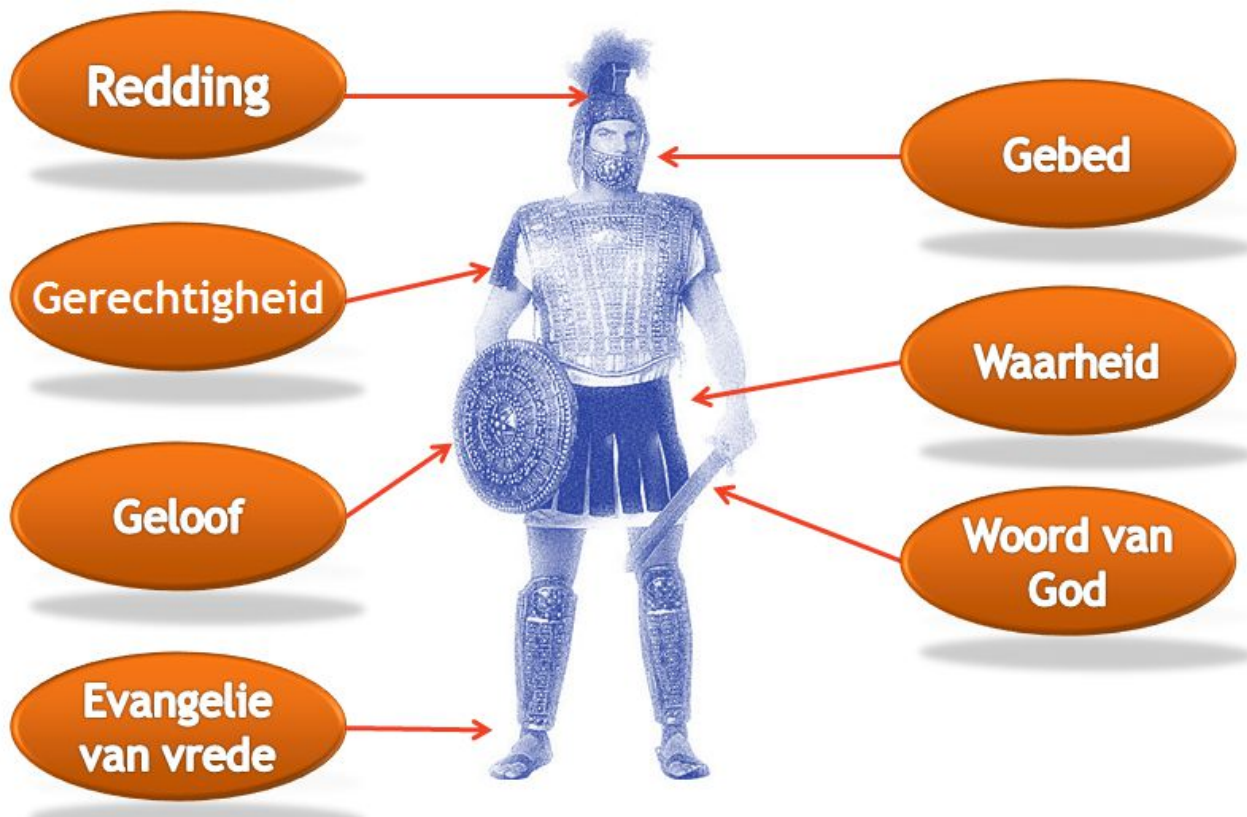 Redding
Gerechtigheid
Geloof
Evangelie
van vrede
Gebed
Waarheid
Woord van
God